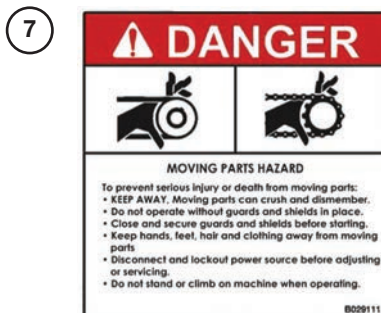 7
DANGER
MOVING PARTS HAZARD
To prevent serious injury or death from moving parts:
• KEEP AWAY, Moving parts can crush and dismember.
• Do not operate without guards and shields in place.
• Close and secure guards and shields before starting.
• Keep hands, feet, hair and clothing away from moving
parts
• Disconnect and lockout power source before adjusting
or servicing.
• Do not stand or climb on machine when operating.
B029111